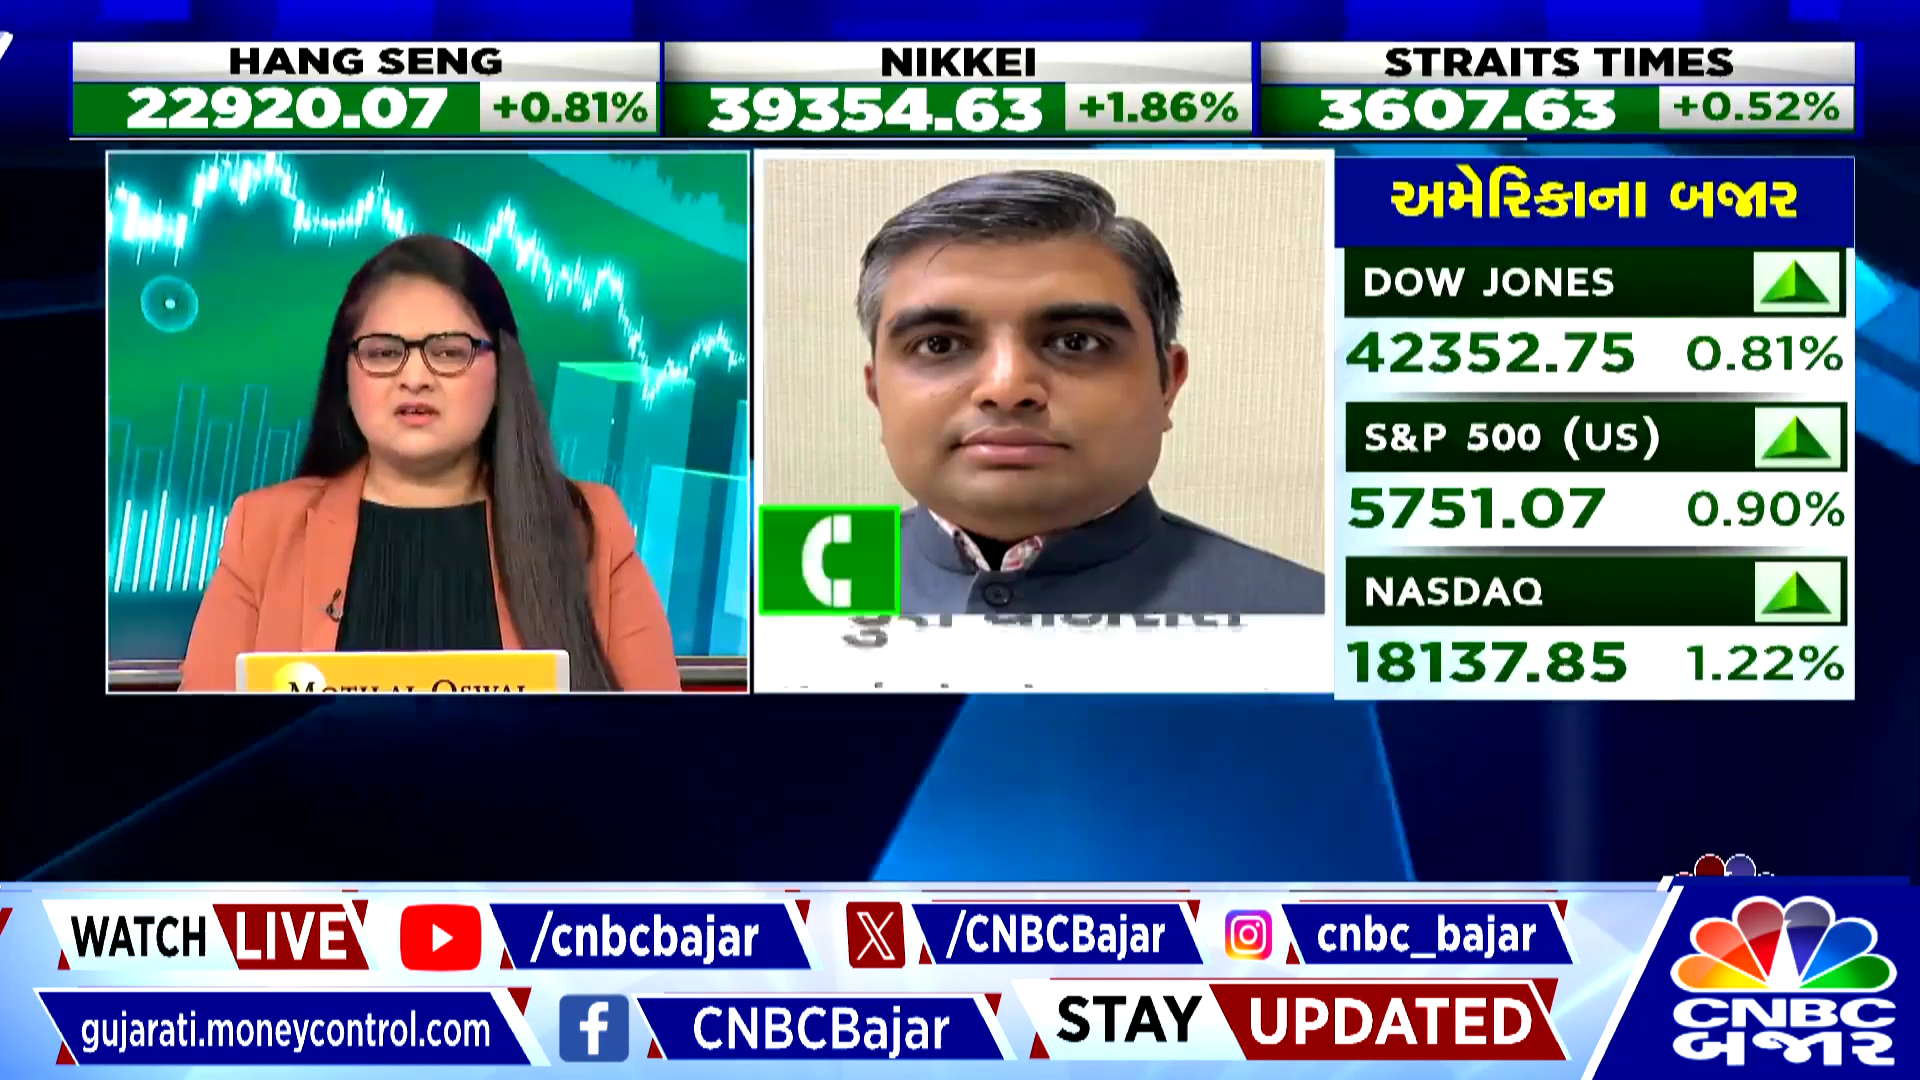 HANG SENG
22920.07 +0.81%
NIKKEI
39354.63 +1.86%
STRAITS TIMES
3607.63 +0.52%
અમેરિકાના બજાર
DOW JONES
42352.75 0.81%
S&P 500 (US)
5751.07 0.90%
NASDAQ
18137.85 1.22%
MOTILAL OSWAL
WATCH LIVE /cnbcbajar /CNBCBajar cnbc_bajar
gujarati.moneycontrol.com CNBCBajar STAY UPDATED
CNBC
બજાર